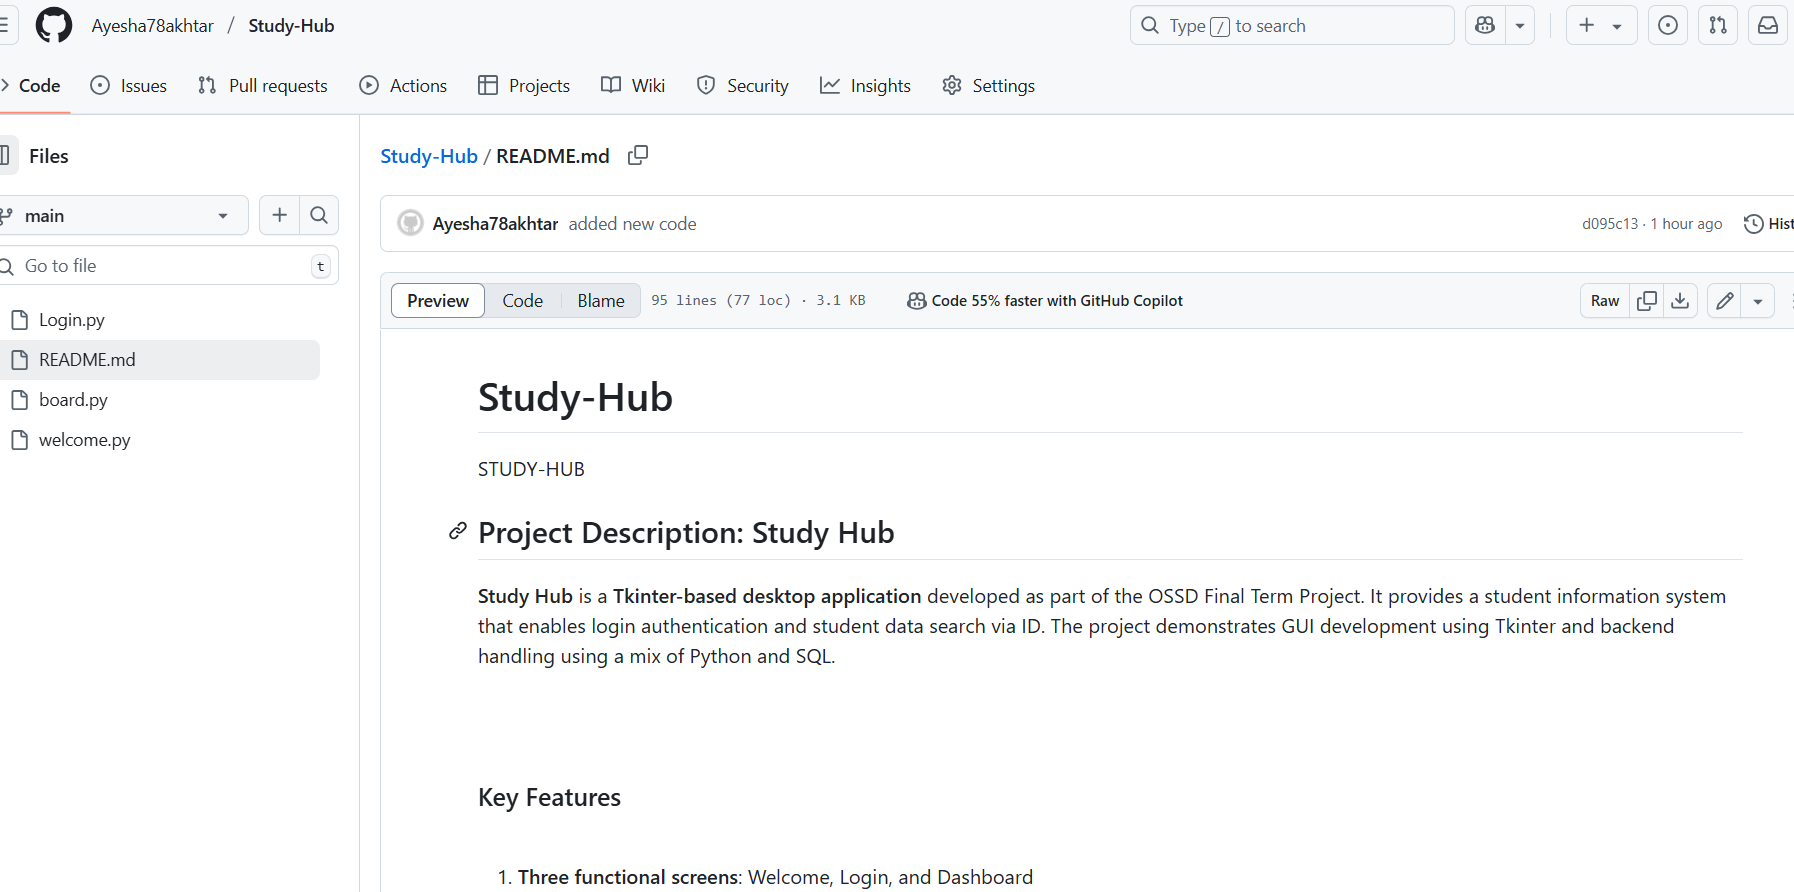 Ayesha78akhtar / Study-Hub
Type / to search
Code Issues Pull requests Actions Projects Wiki Security Insights Settings
Files
main
Go to file t
Login.py
README.md
board.py
welcome.py
Study-Hub / README.md
Ayesha78akhtar added new code d095c13 · 1 hour ago Hist
Preview Code Blame 95 lines (77 loc) · 3.1 KB Code 55% faster with GitHub Copilot Raw
Study-Hub
STUDY-HUB
Project Description: Study Hub
Study Hub is a Tkinter-based desktop application developed as part of the OSSD Final Term Project. It provides a student information system
that enables login authentication and student data search via ID. The project demonstrates GUI development using Tkinter and backend
handling using a mix of Python and SQL.
Key Features
1. Three functional screens: Welcome, Login, and Dashboard